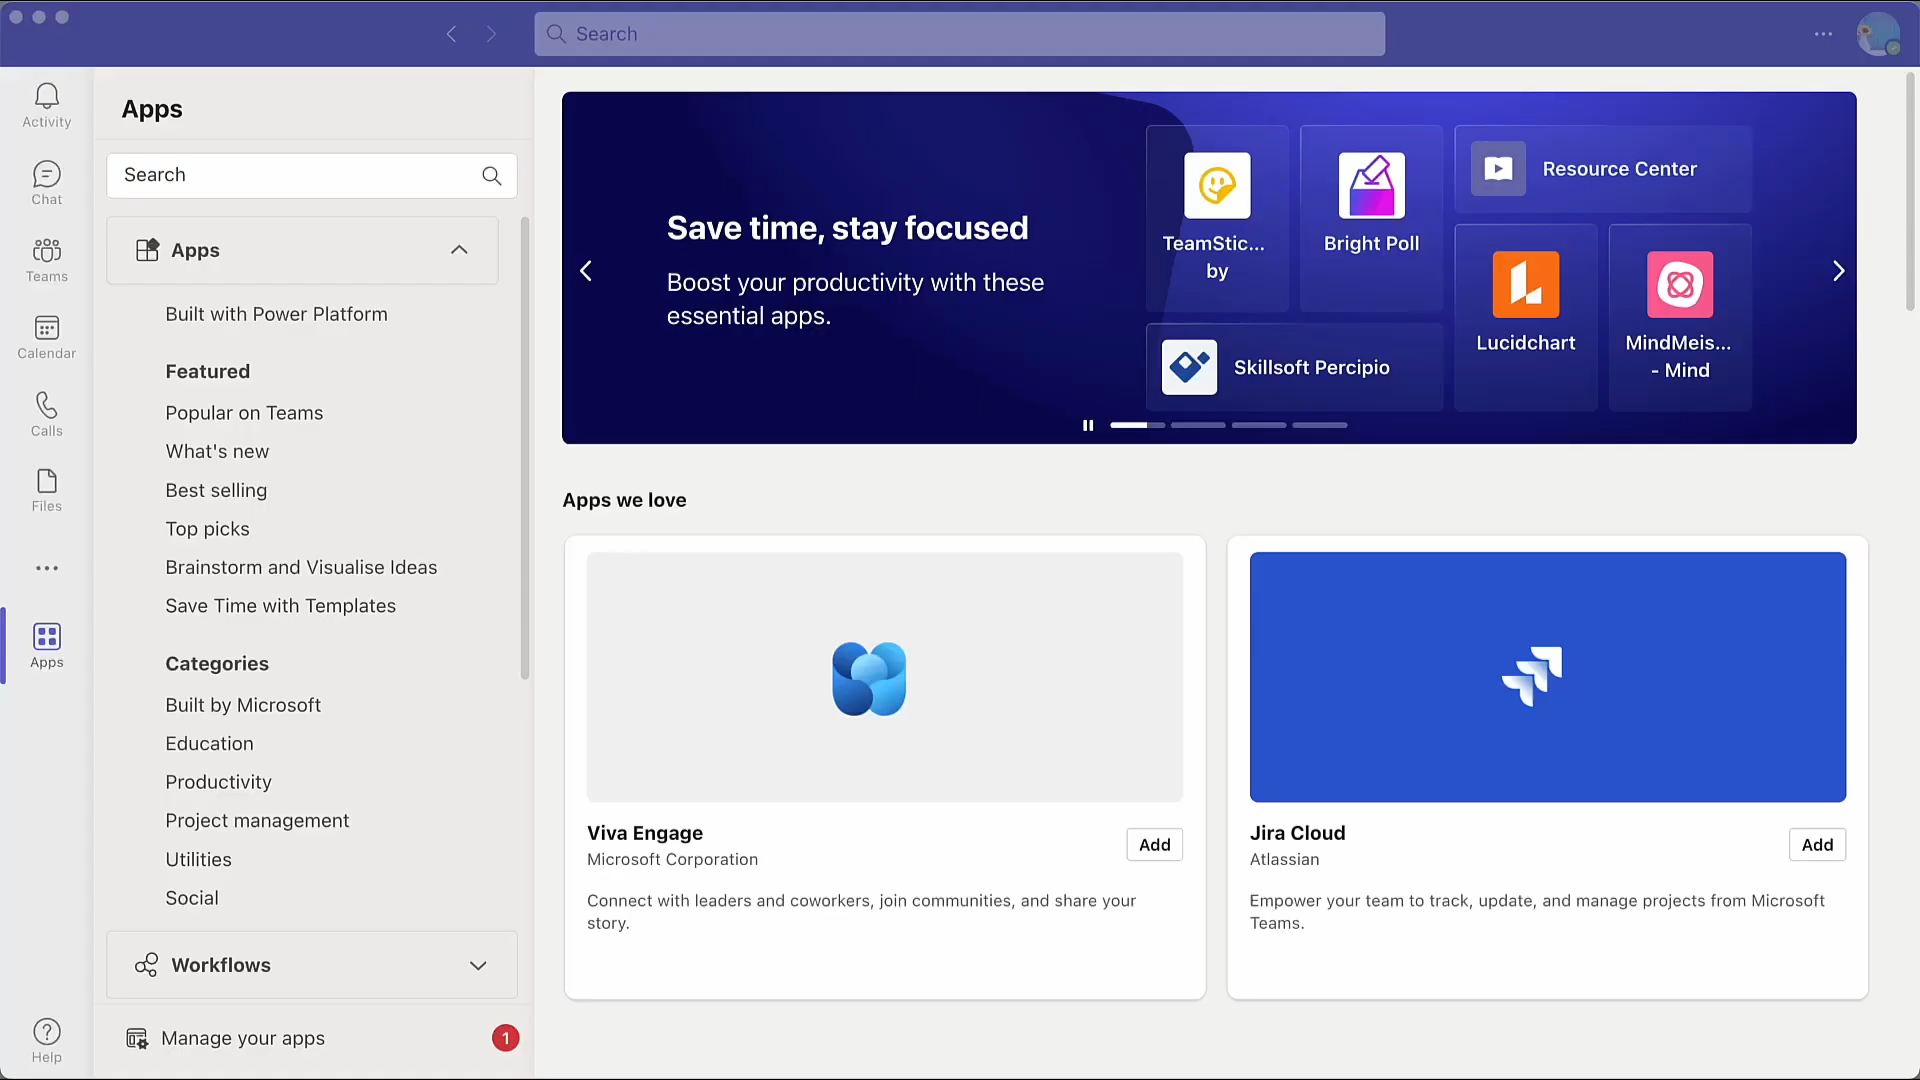 Search
Activity
Chat
Teams
Calendar
Calls
Files
Apps
Help
Apps
Search
Apps
Built with Power Platform
Featured
Popular on Teams
What's new
Best selling
Top picks
Brainstorm and Visualise Ideas
Save Time with Templates
Categories
Built by Microsoft
Education
Productivity
Project management
Utilities
Social
Workflows
Manage your apps
1
Save time, stay focused
Boost your productivity with these
essential apps.
TeamStic...
by
Bright Poll
Resource Center
Skillsoft Percipio
Lucidchart
MindMeis...
- Mind
Apps we love
Viva Engage
Microsoft Corporation
Add
Connect with leaders and coworkers, join communities, and share your
story.
Jira Cloud
Atlassian
Add
Empower your team to track, update, and manage projects from Microsoft
Teams.